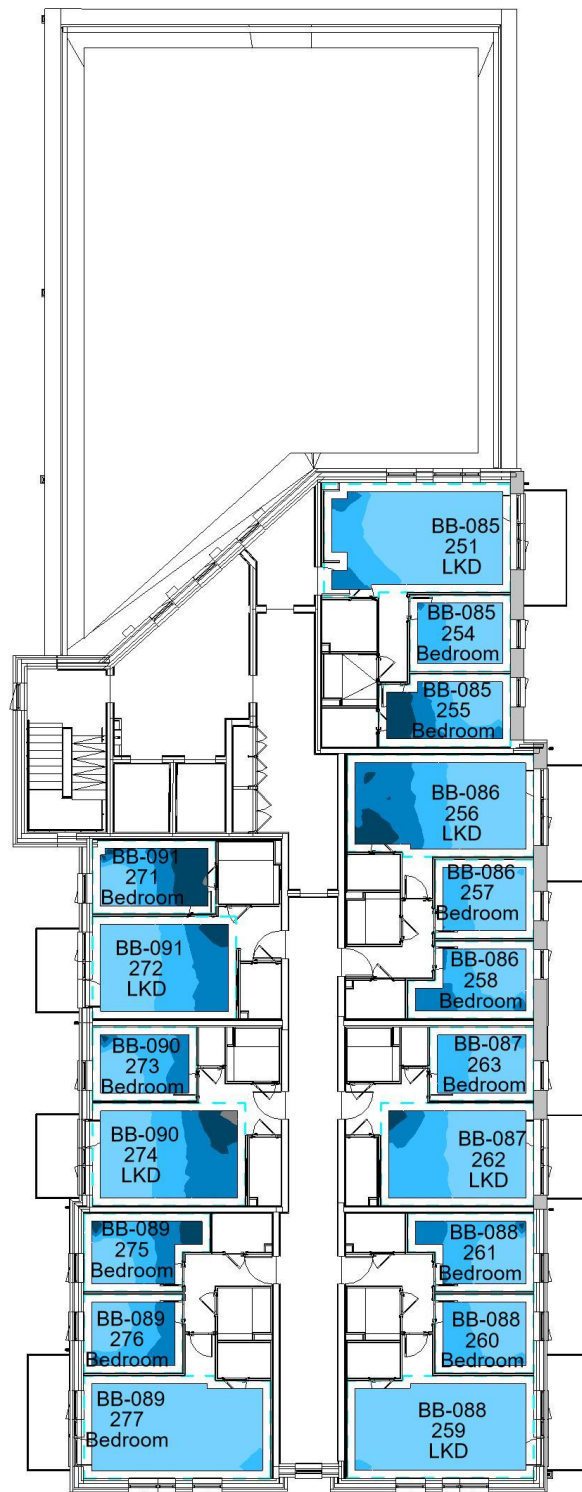 BB-085
251
LKD
BB-085
254
Bedroom
BB-085
255
Bedroom
BB-086
256
LKD
BB-086
257
Bedroom
BB-086
258
Bedroom
BB-091
271
Bedroom
BB-091
272
LKD
BB-090
273
Bedroom
BB-087
263
Bedroom
BB-090
274
LKD
BB-087
262
LKD
BB-089
275
Bedroom
BB-088
261
Bedroom
BB-089
276
Bedroom
BB-088
260
Bedroom
BB-089
277
Bedroom
BB-088
259
LKD